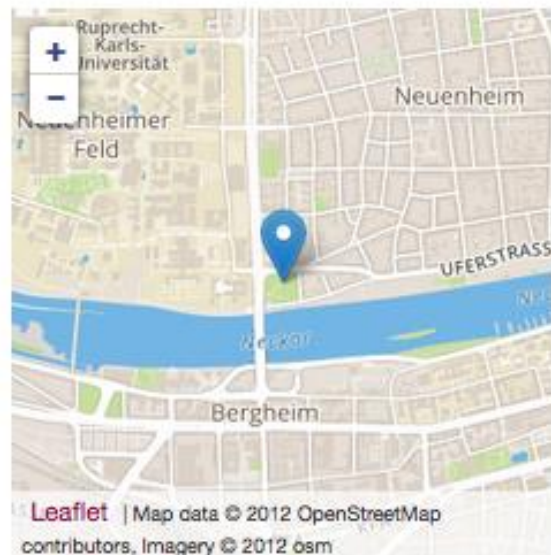 Ruprecht-
Karls-
Universität
+
−
Neuenheim
Neuenheimer
Feld
UFERSTRASS
Neckar
Bergheim
Leaflet | Map data © 2012 OpenStreetMap
contributors, Imagery © 2012 osm